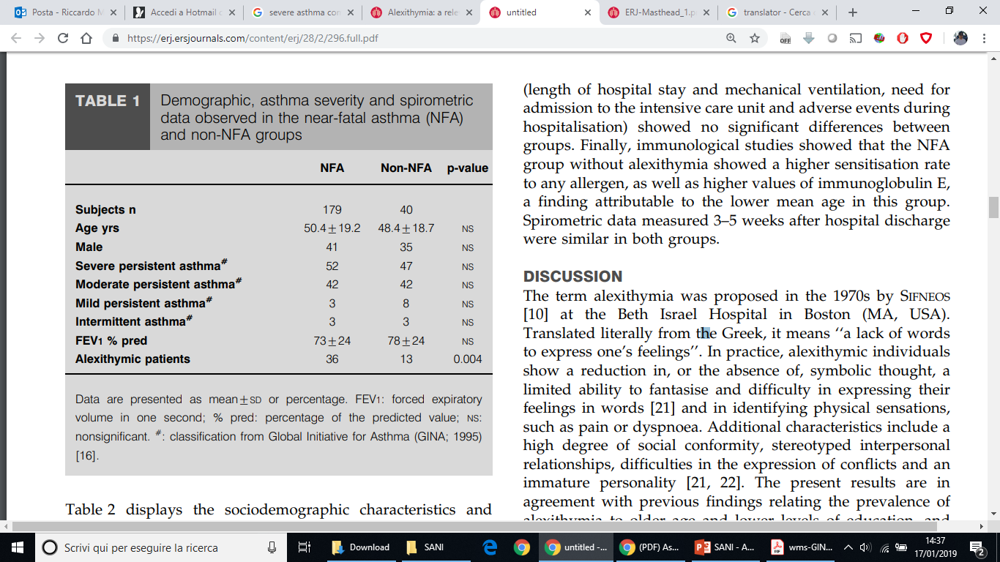 Posta - Riccardo M
Accedi a Hotmail
severe asthma con
Alexithymia: a rele
untitled
ERJ-Masthead_1.p
translator - Cerca
https://erj.ersjournals.com/content/erj/28/2/296.full.pdf
OFF
TABLE 1
Demographic, asthma severity and spirometric
data observed in the near-fatal asthma (NFA)
and non-NFA groups
NFA Non-NFA p-value
Subjects n 179 40
Age yrs 50.4±19.2 48.4±18.7 NS
Male 41 35 NS
Severe persistent asthma# 52 47 NS
Moderate persistent asthma# 42 42 NS
Mild persistent asthma# 3 8 NS
Intermittent asthma# 3 3 NS
FEV1 % pred 73±24 78±24 NS
Alexithymic patients 36 13 0.004
Data are presented as mean±SD or percentage. FEV1: forced expiratory
volume in one second; % pred: percentage of the predicted value; NS:
nonsignificant. #: classification from Global Initiative for Asthma (GINA; 1995)
[16].
Table 2 displays the sociodemographic characteristics and
(length of hospital stay and mechanical ventilation, need for
admission to the intensive care unit and adverse events during
hospitalisation) showed no significant differences between
groups. Finally, immunological studies showed that the NFA
group without alexithymia showed a higher sensitisation rate
to any allergen, as well as higher values of immunoglobulin E,
a finding attributable to the lower mean age in this group.
Spirometric data measured 3–5 weeks after hospital discharge
were similar in both groups.
DISCUSSION
The term alexithymia was proposed in the 1970s by SIFNEOS
[10] at the Beth Israel Hospital in Boston (MA, USA).
Translated literally from the Greek, it means ‘‘a lack of words
to express one’s feelings’’. In practice, alexithymic individuals
show a reduction in, or the absence of, symbolic thought, a
limited ability to fantasise and difficulty in expressing their
feelings in words [21] and in identifying physical sensations,
such as pain or dyspnoea. Additional characteristics include a
high degree of social conformity, stereotyped interpersonal
relationships, difficulties in the expression of conflicts and an
immature personality [21, 22]. The present results are in
agreement with previous findings relating the prevalence of
alexithymia to older age and lower levels of education, and
Scrivi qui per eseguire la ricerca
Download
SANI
untitled -...
(PDF) As...
SANI - A...
wms-GIN...
14:37
17/01/2019
2